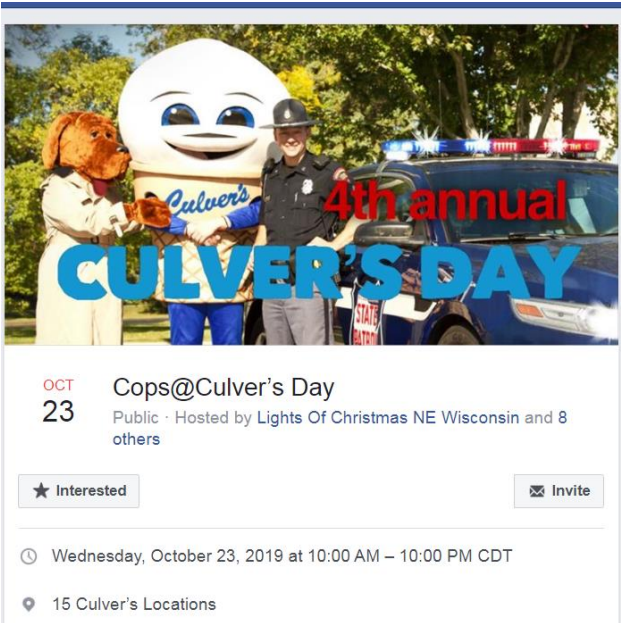 Culver's
4th annual
CULVER'S DAY
STATE
PATROL
OCT
23
Cops@Culver's Day
Public · Hosted by Lights Of Christmas NE Wisconsin and 8
others
Interested
Invite
Wednesday, October 23, 2019 at 10:00 AM – 10:00 PM CDT
15 Culver's Locations